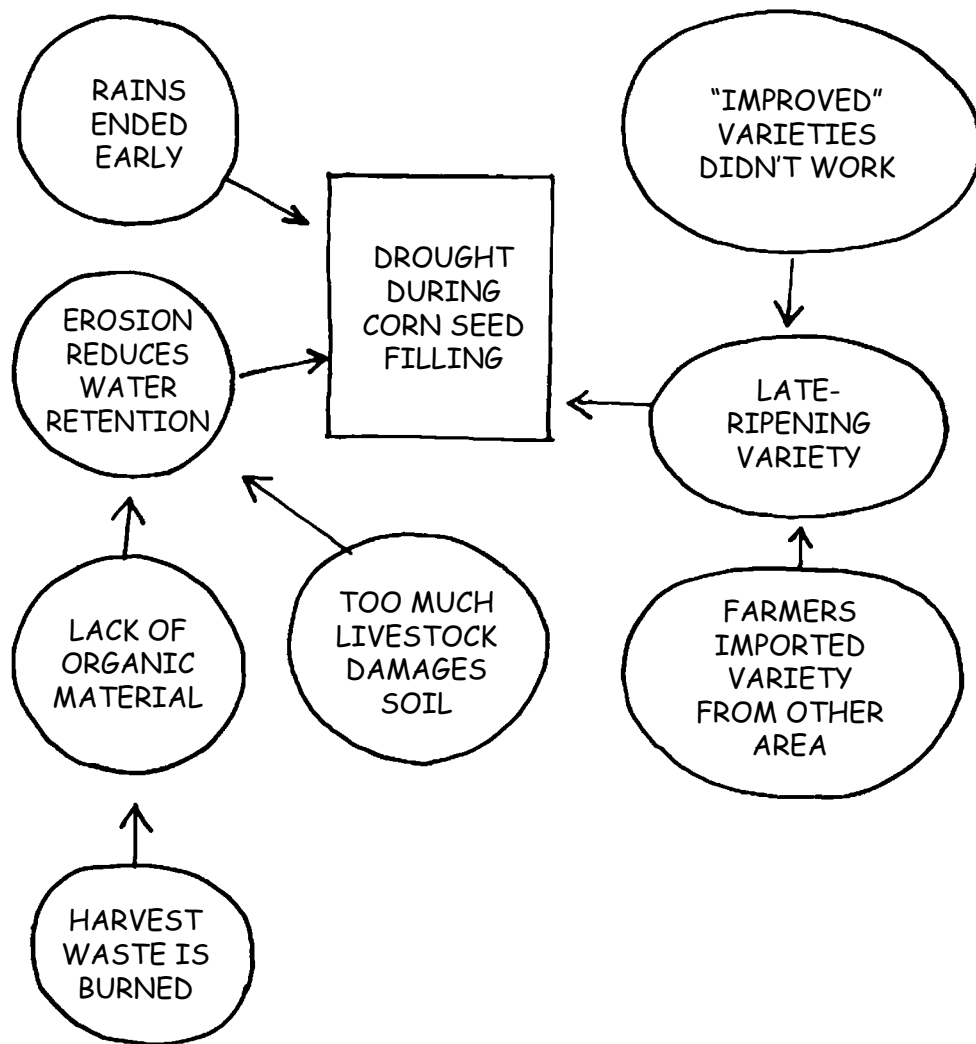 RAINS
ENDED
EARLY
“IMPROVED”
VARIETIES
DIDN’T WORK
DROUGHT
DURING
CORN SEED
FILLING
EROSION
REDUCES
WATER
RETENTION
LATE-
RIPENING
VARIETY
LACK OF
ORGANIC
MATERIAL
TOO MUCH
LIVESTOCK
DAMAGES
SOIL
FARMERS
IMPORTED
VARIETY
FROM OTHER
AREA
HARVEST
WASTE IS
BURNED